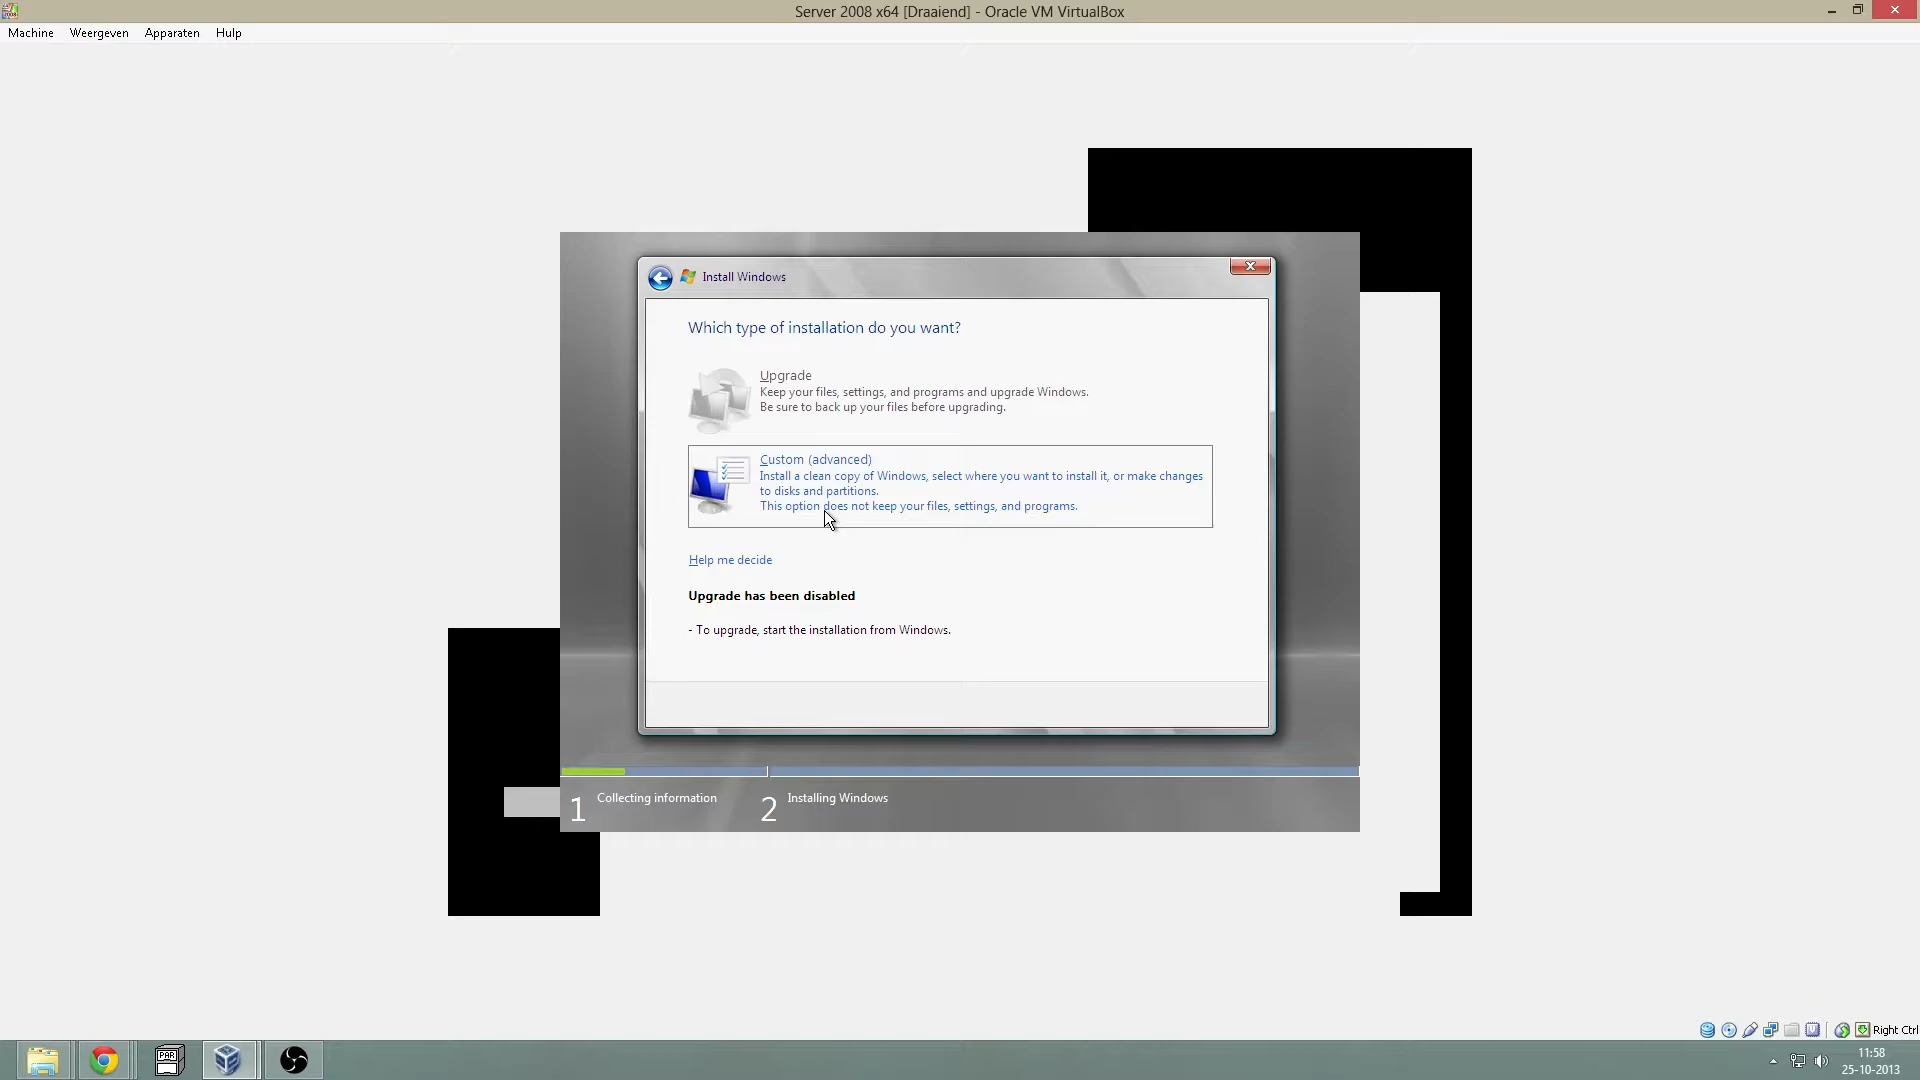 Server 2008 x64 [Draaiend] - Oracle VM VirtualBox
Machine Weergeven Apparaten Hulp
Install Windows
Which type of installation do you want?
Upgrade
Keep your files, settings, and programs and upgrade Windows.
Be sure to back up your files before upgrading.
Custom (advanced)
Install a clean copy of Windows, select where you want to install it, or make changes
to disks and partitions.
This option does not keep your files, settings, and programs.
Help me decide
Upgrade has been disabled
- To upgrade, start the installation from Windows.
1 Collecting information 2 Installing Windows
Right Ctrl
PAR
11:58
25-10-2013